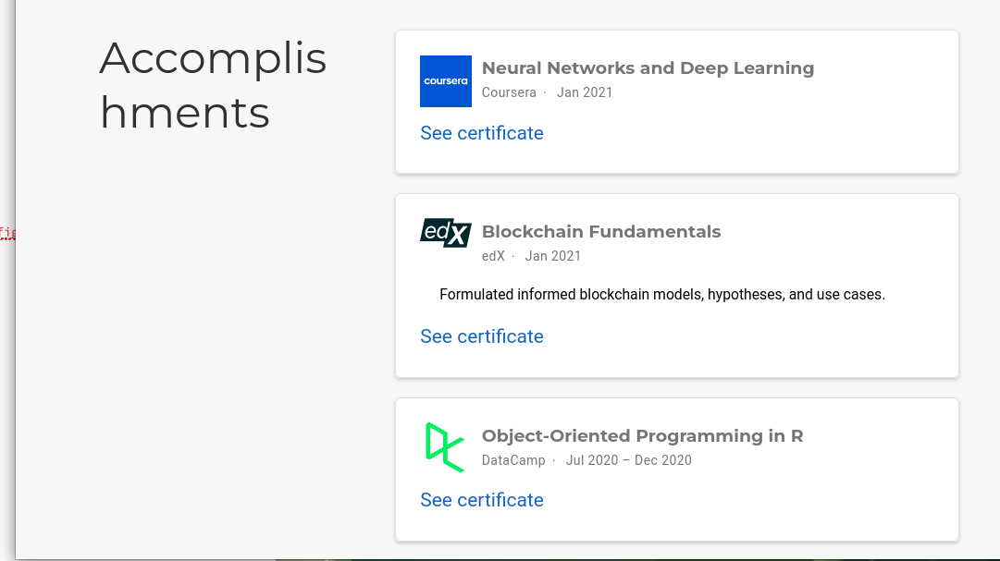 Accomplis
hments
coursera
Neural Networks and Deep Learning
Coursera · Jan 2021
See certificate
fig
edX
Blockchain Fundamentals
edX · Jan 2021
Formulated informed blockchain models, hypotheses, and use cases.
See certificate
Object-Oriented Programming in R
DataCamp · Jul 2020 – Dec 2020
See certificate